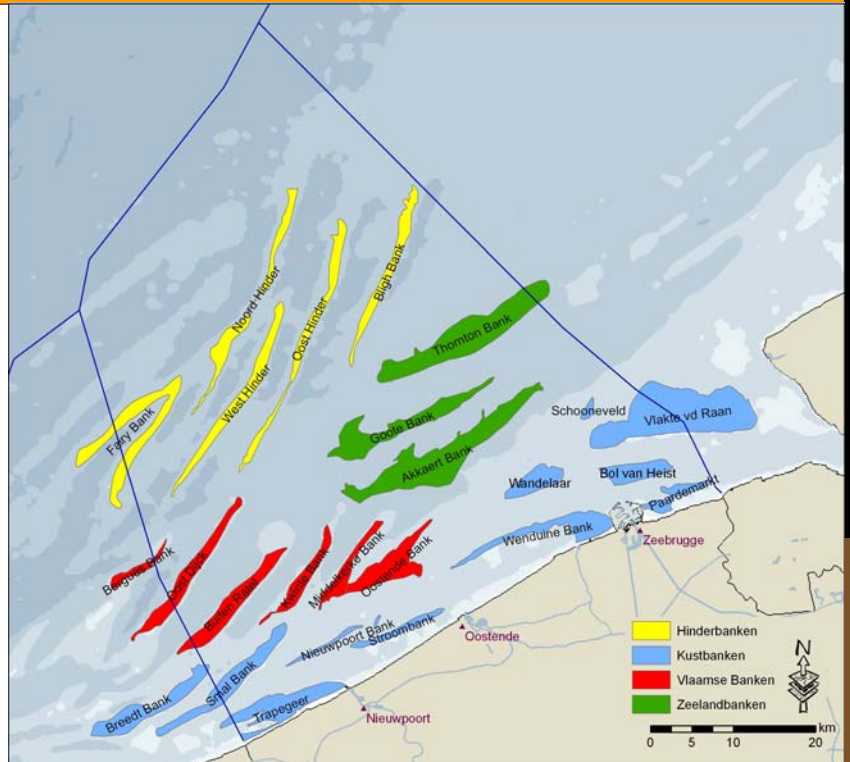 Noord Hinder
Oost Hinder
Bligh Bank
West Hinder
Fairy Bank
Thornton Bank
Goote Bank
Akkaert Bank
Schooneveld
Vlakte vd Raan
Wandelaar
Bol van Heist
Paardemarkt
Wenduine Bank
Zeebrugge
Bergues Bank
Oost Dijck
Buiten Ratel
Kwinte Bank
Middelkerke Bank
Oostende Bank
Nieuwpoort Bank
Stroombank
Oostende
Smal Bank
Breedt Bank
Trapegeer
Nieuwpoort
Hinderbanken
Kustbanken
Vlaamse Banken
Zeelandbanken
N
km
0 5 10 20